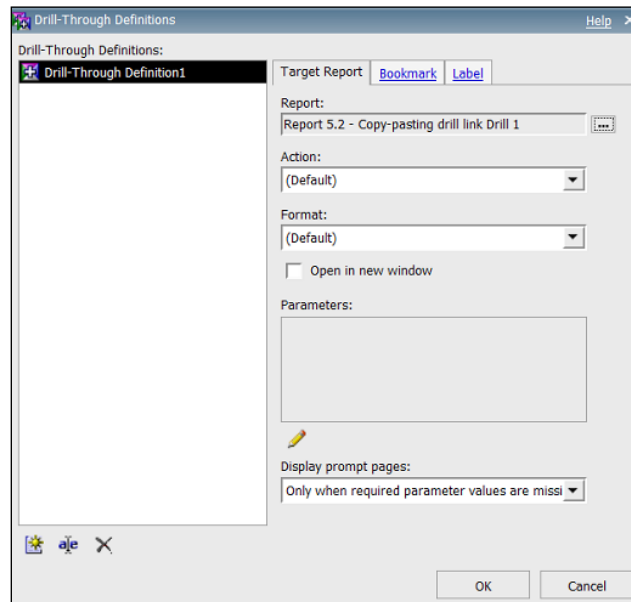 Drill-Through Definitions
Help
Drill-Through Definitions:
Drill-Through Definition1
Target Report
Bookmark
Label
Report:
Report 5.2 - Copy-pasting drill link Drill 1
...
Action:
(Default)
Format:
(Default)
Open in new window
Parameters:
Display prompt pages:
Only when required parameter values are missi
OK
Cancel